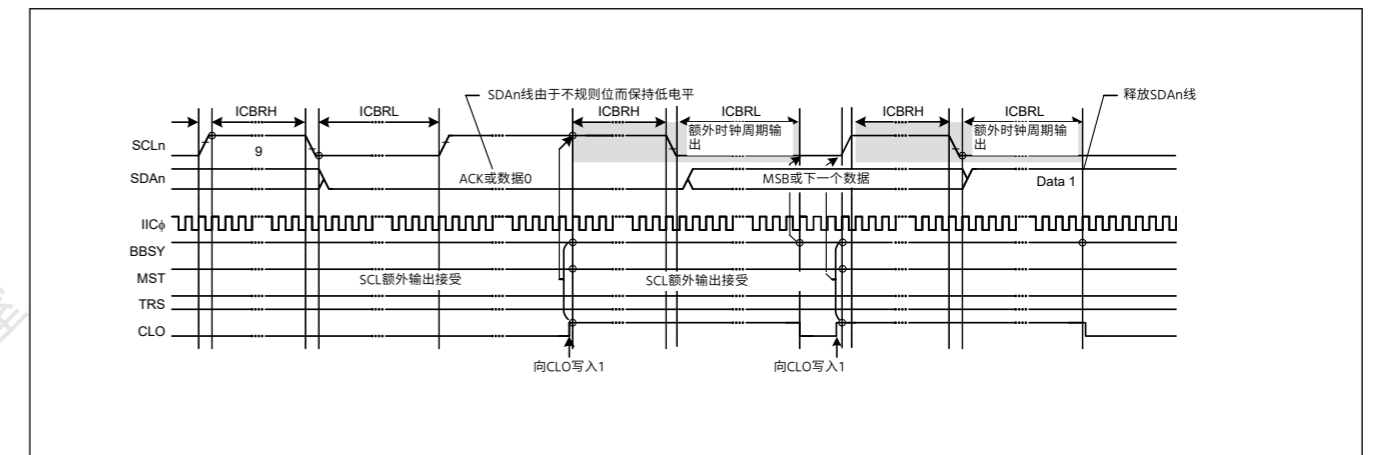 SDAn线由于不规则位而保持低电平
释放SDAn线
ICBRH
ICBRL
ICBRH
ICBRL
ICBRH
ICBRL
额外时钟周期输
出
额外时钟周期输
出
SCLn
9
SDAn
ACK或数据0
MSB或下一个数据
Data 1
IICφ
BBSY
MST
SCL额外输出接受
SCL额外输出接受
TRS
CLO
向CLO写入1
向CLO写入1